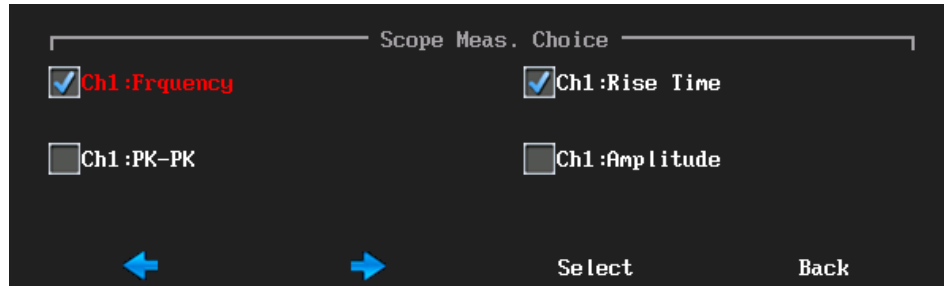 Scope Meas. Choice
Ch1:Frquency Ch1:Rise Time
Ch1:PK-PK Ch1:Amplitude
Select Back